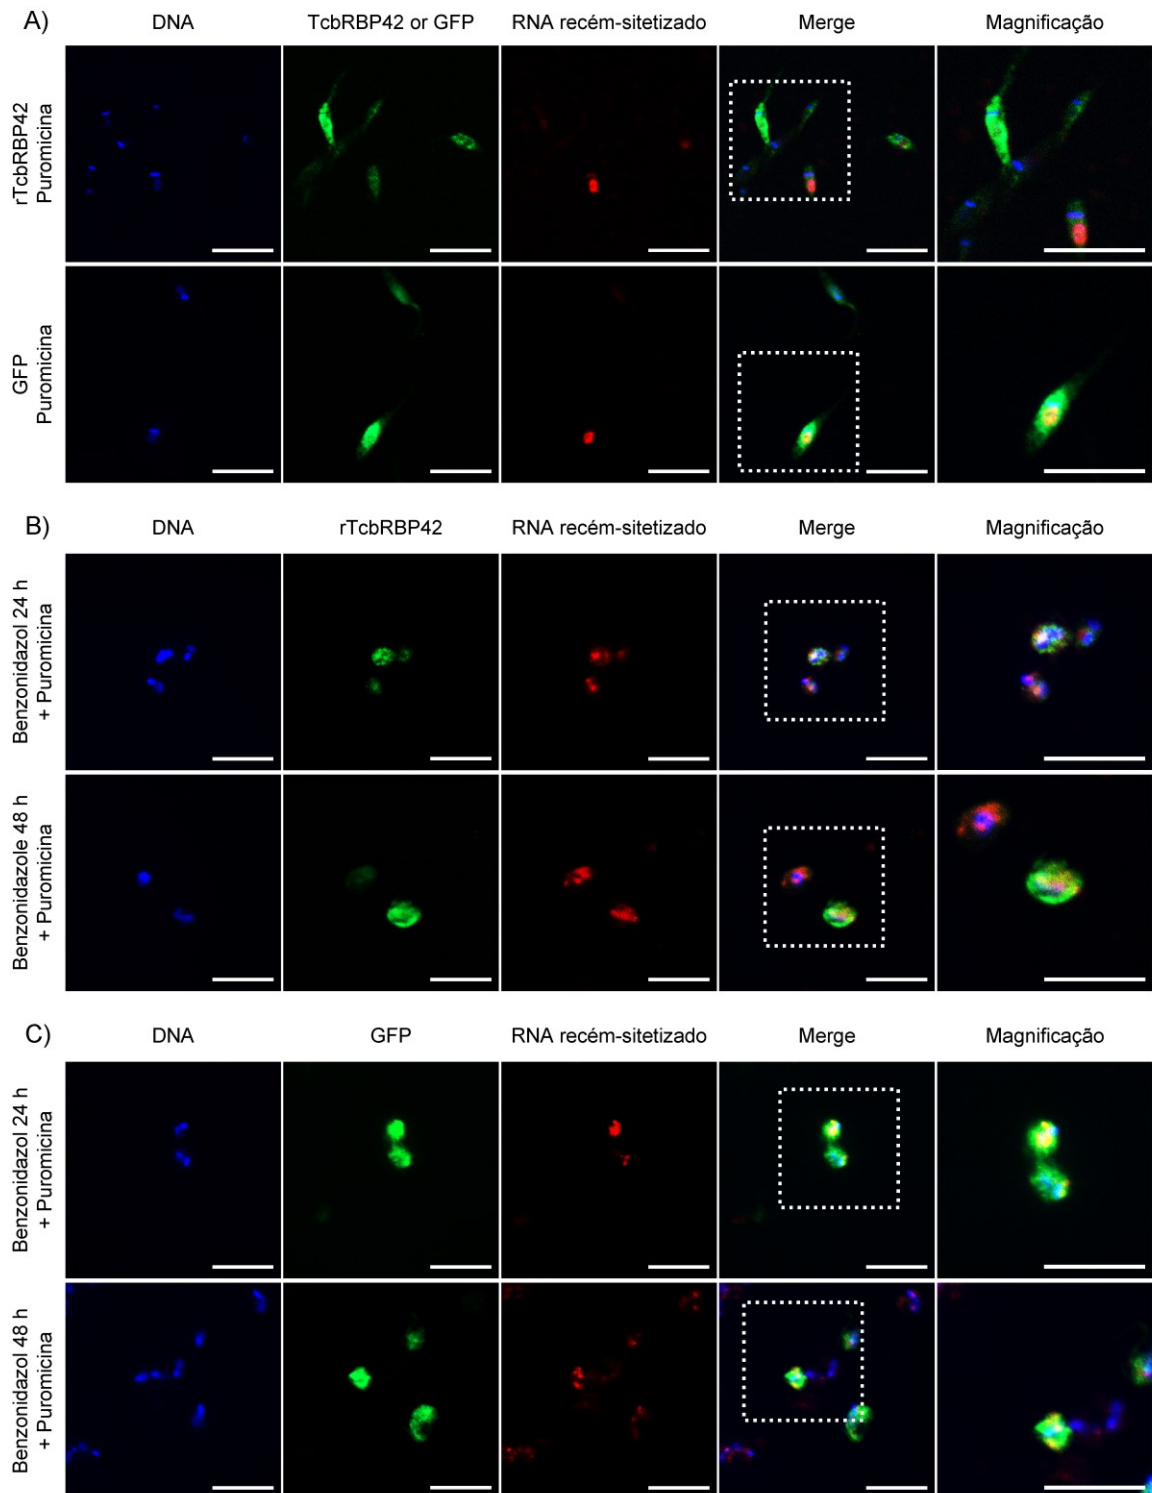 A)
DNA
TcbRBP42 or GFP
RNA recém-sitetizado
Merge
Magnificação
rTcbRBP42
Puromicina
GFP
Puromicina
B)
DNA
rTcbRBP42
RNA recém-sitetizado
Merge
Magnificação
Benzonidazol 24 h
+ Puromicina
Benzonidazole 48 h
+ Puromicina
C)
DNA
GFP
RNA recém-sitetizado
Merge
Magnificação
Benzonidazol 24 h
+ Puromicina
Benzonidazol 48 h
+ Puromicina